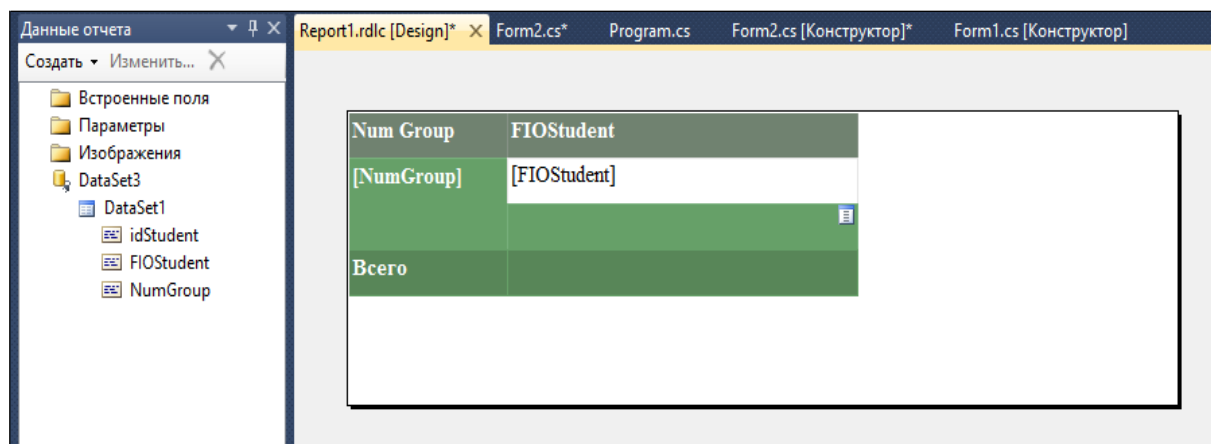 Данные отчета
Создать Изменить...
Встроенные поля
Параметры
Изображения
DataSet3
DataSet1
idStudent
FIOStudent
NumGroup
Report1.rdlc [Design]* Form2.cs* Program.cs Form2.cs [Конструктор]* Form1.cs [Конструктор]
Num Group FIOStudent
[NumGroup] [FIOStudent]
Всего